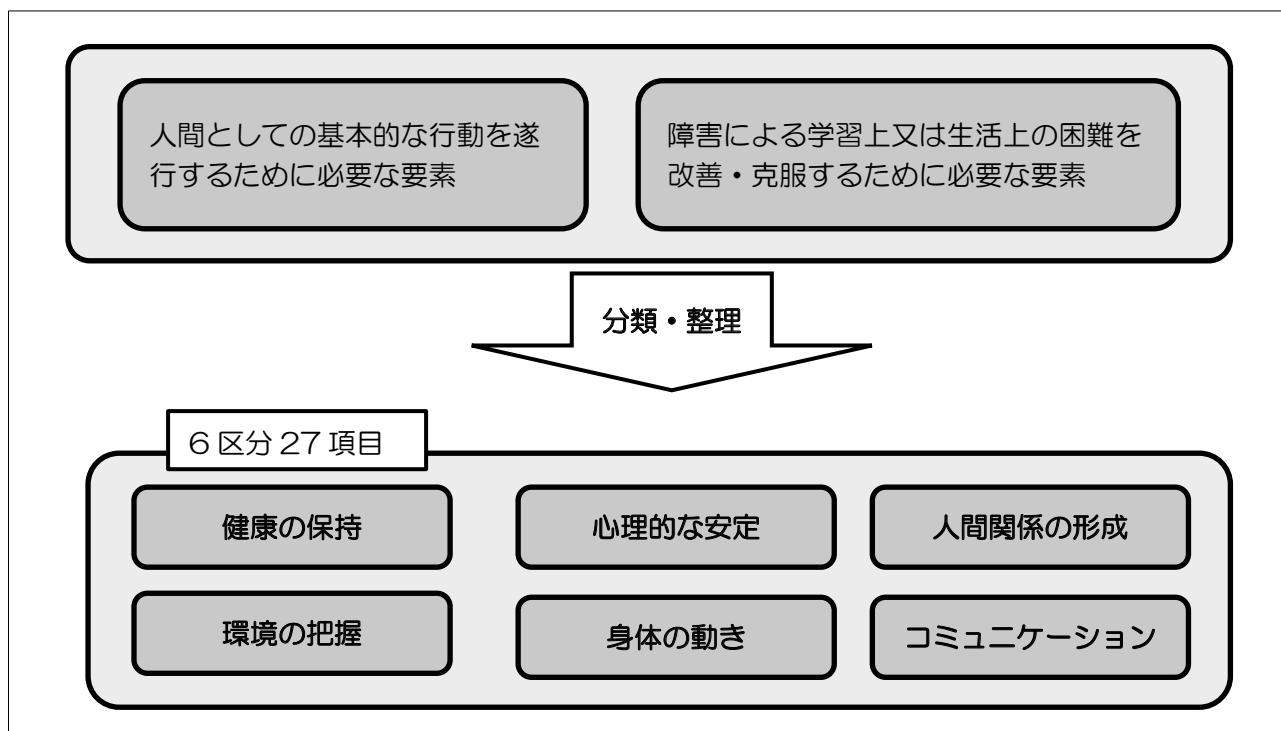 人間としての基本的な行動を遂
行するために必要な要素
障害による学習上又は生活上の困難を
改善・克服するために必要な要素
分類・整理
6区分27項目
健康の保持
心理的な安定
人間関係の形成
環境の把握
身体の動き
コミュニケーション